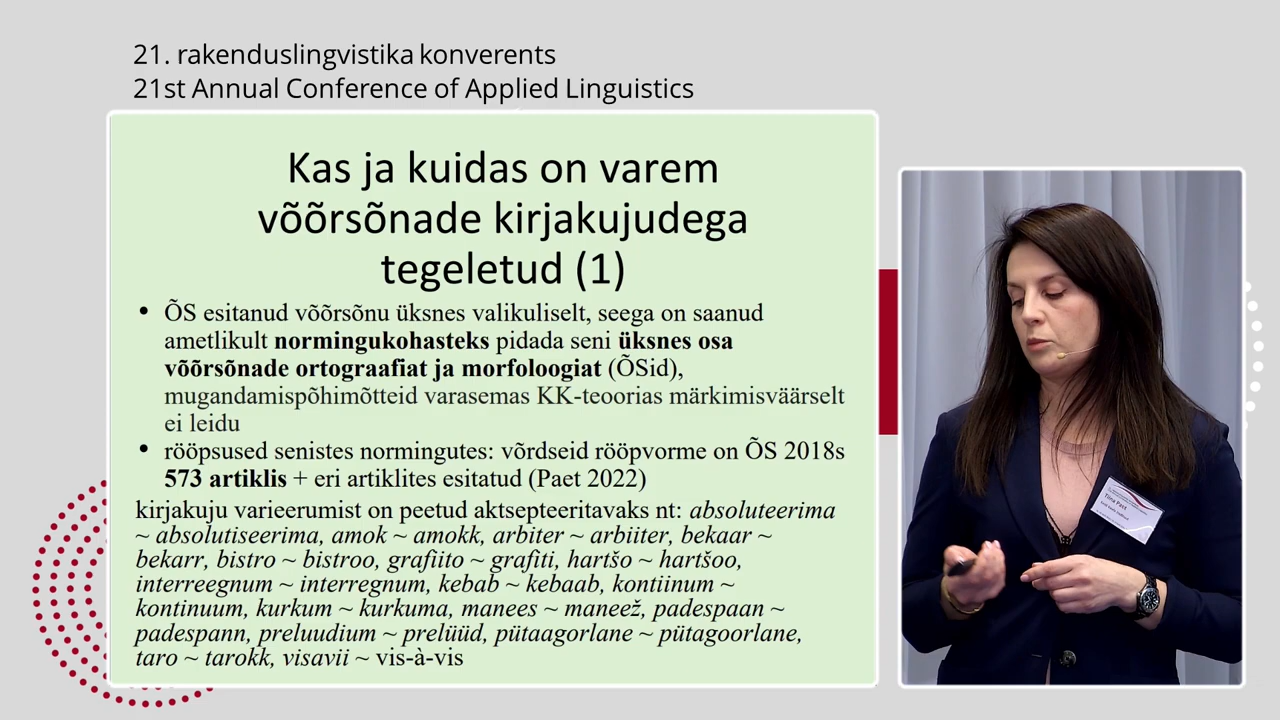 21. rakenduslingvistika konverents
21st Annual Conference of Applied Linguistics
Kas ja kuidas on varem
võõrsõnade kirjakujudega
tegeletud (1)
• ÕS esitanud võõrsõnu üksnes valikuliselt, seega on saanud
ametlikult normingukohasteks pidada seni üksnes osa
võõrsõnade ortograafiat ja morfoloogiat (ÕSid),
mugandamispõhimõtteid varasemas KK-teoorias märkimisväärselt
ei leidu
• rööpsused senistes normingutes: võrdseid rööpvorme on ÕS 2018s
573 artiklis + eri artiklites esitatud (Paet 2022)
kirjakuju varieerumist on peetud aktsepteeritavaks nt: absoluteerima
~ absolutiseerima, amok ~ amokk, arbiter ~ arbiiter, bekaar ~
bekarr, bistro ~ bistroo, grafiito ~ grafiti, hartšo ~ hartšoo,
interreegnum ~ interregnum, kebab ~ kebaab, kontiinum ~
kontinuum, kurkum ~ kurkuma, manees ~ maneež, padespaan ~
padespann, preluudium ~ prelüüd, pütaagorlane ~ pütagoorlane,
taro ~ tarokk, visavii ~ vis-à-vis
Tiina Paet